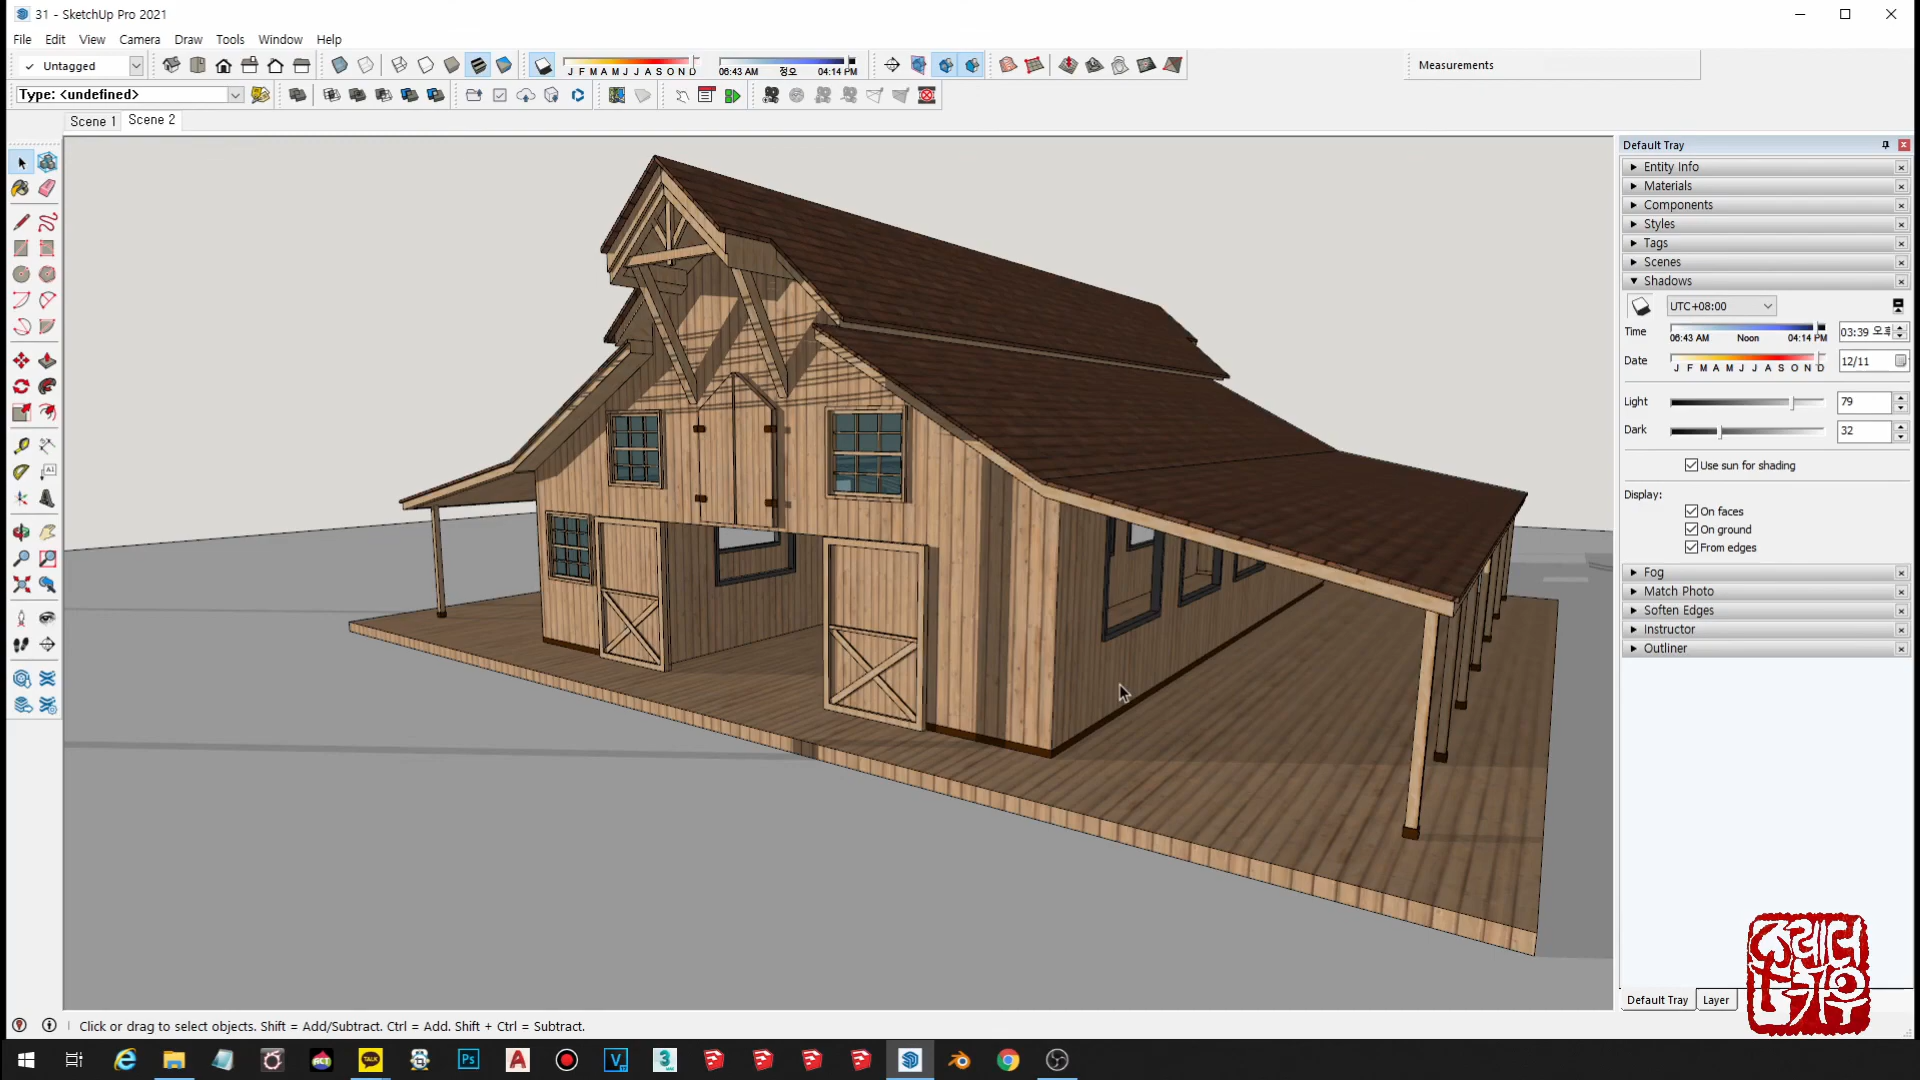 31 - SketchUp Pro 2021
File Edit View Camera Draw Tools Window Help
Untagged
J F M A M J J A S O N D
06:43 AM 정오 04:14 PM
Measurements
Type: <undefined>
Scene 1 Scene 2
Default Tray
Entity Info
Materials
Components
Styles
Tags
Scenes
Shadows
UTC+08:00
Time 03:39 오후
06:43 AM Noon 04:14 PM
Date 12/11
J F M A M J J A S O N D
Light 79
Dark 32
Use sun for shading
Display:
On faces
On ground
From edges
Fog
Match Photo
Soften Edges
Instructor
Outliner
Default Tray Layer
Click or drag to select objects. Shift = Add/Subtract. Ctrl = Add. Shift + Ctrl = Subtract.